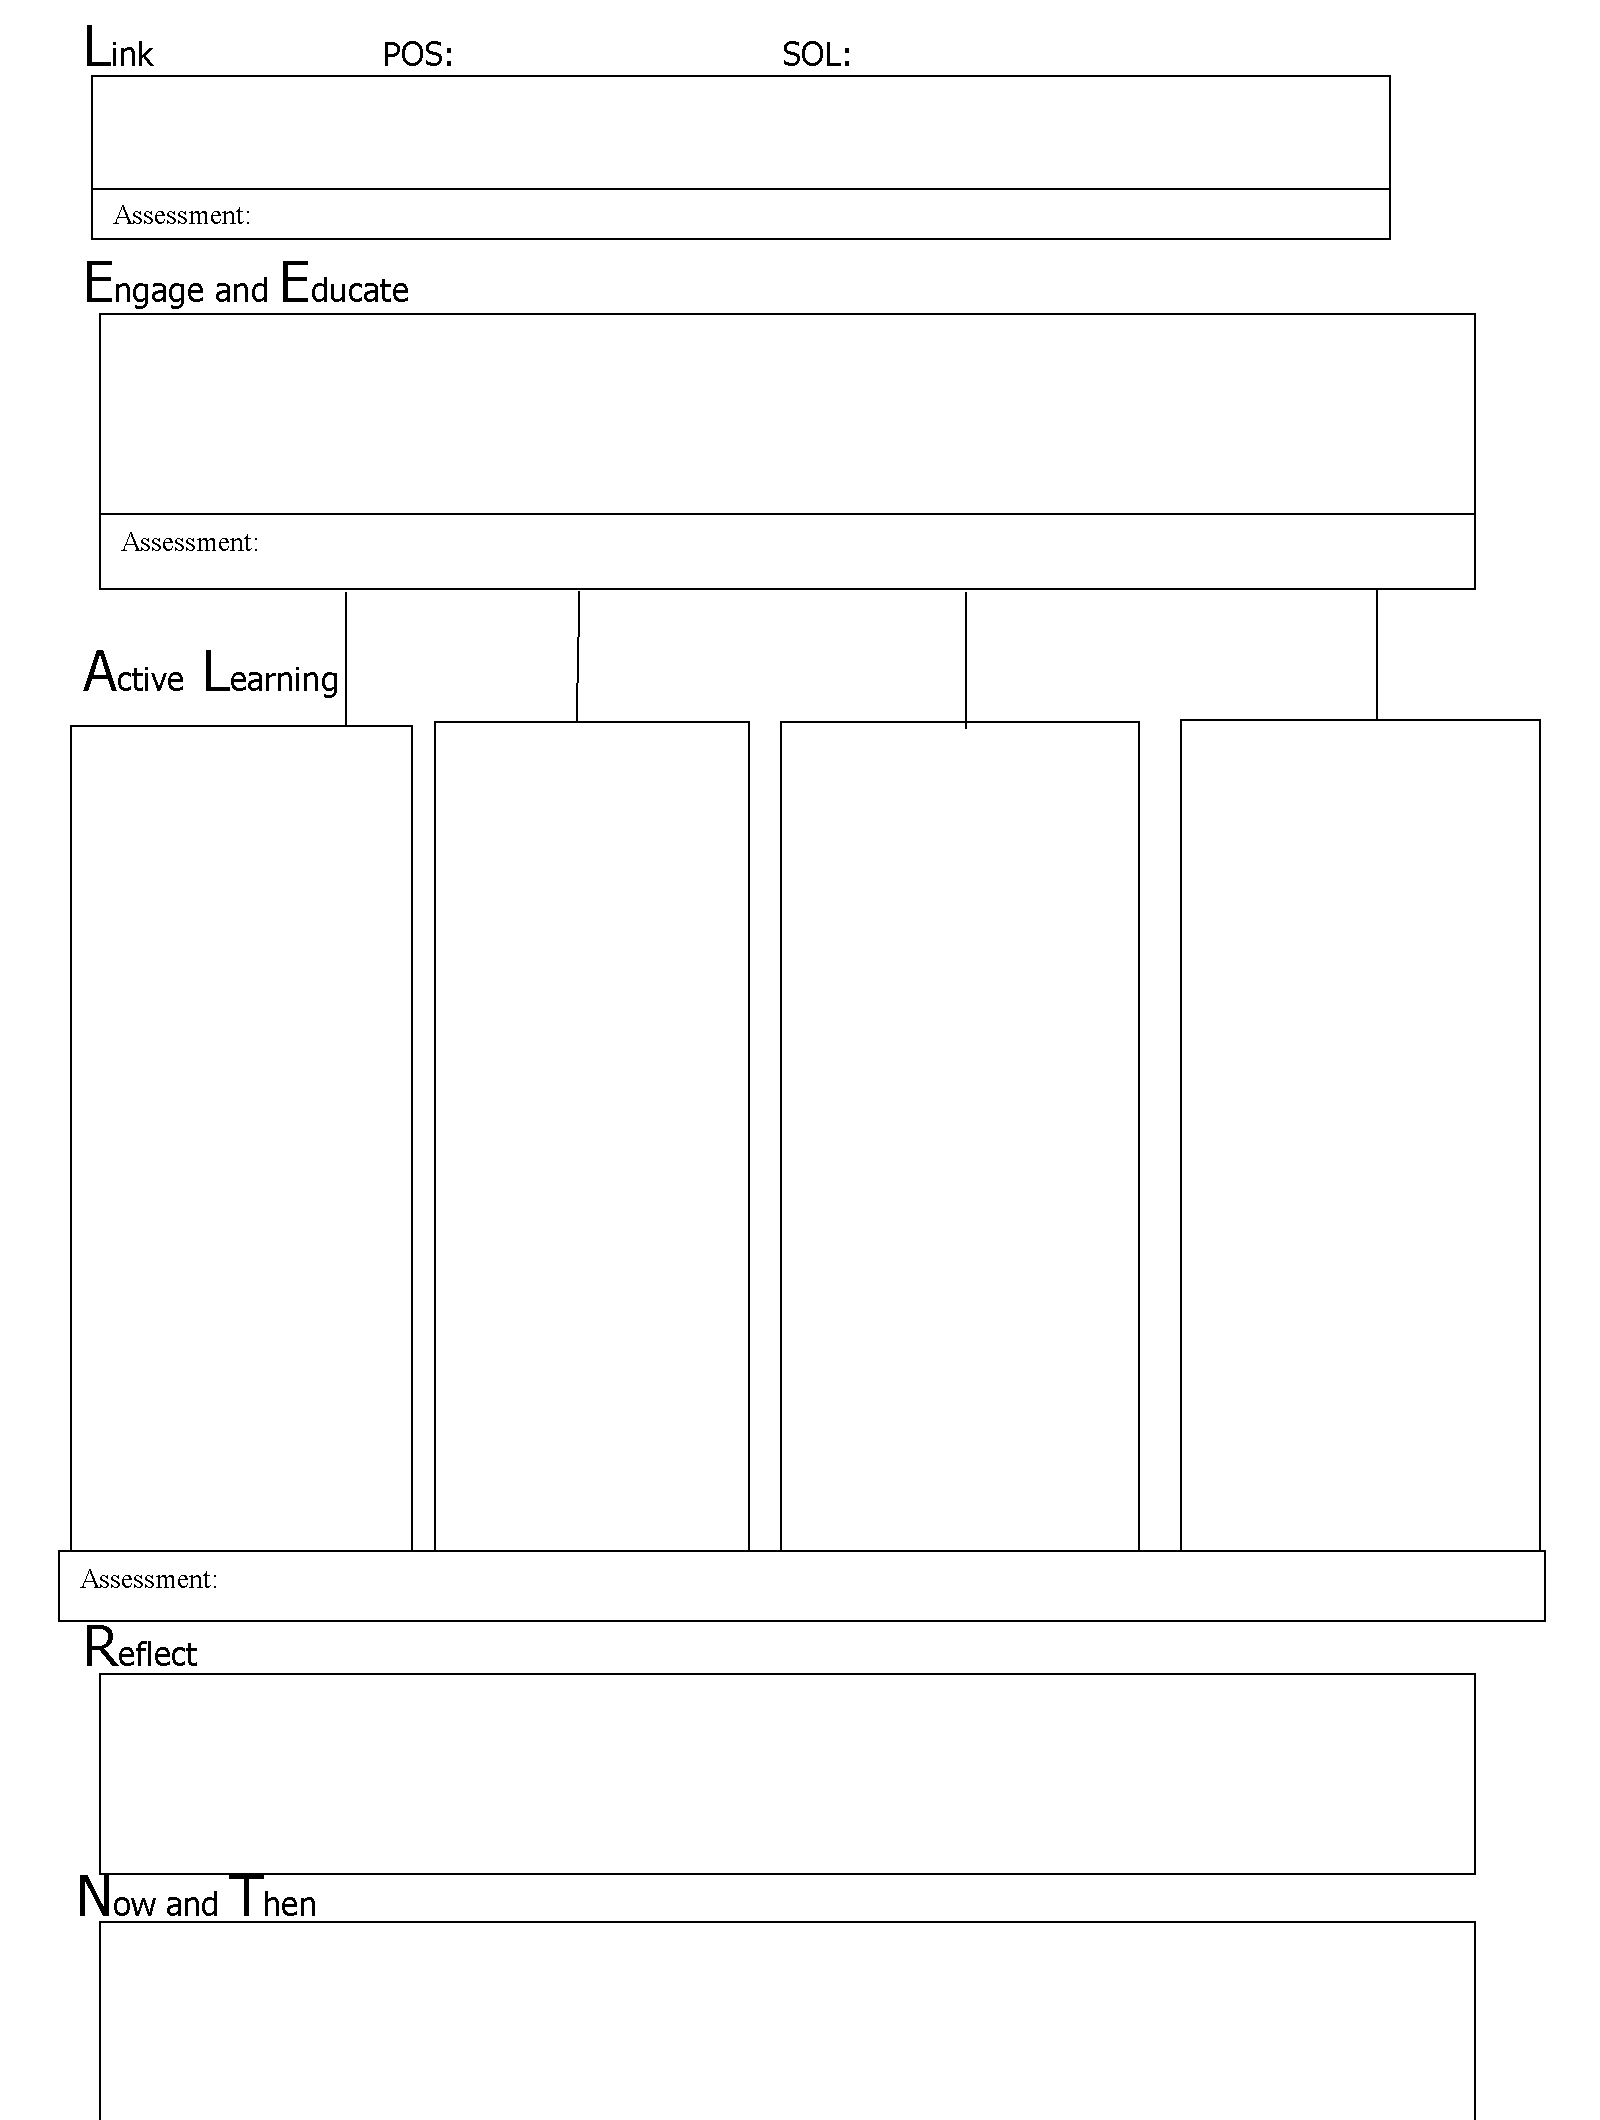 Link POS: SOL:
Assessment:
Engage and Educate
Assessment:
Active Learning
Assessment:
Reflect
Now and Then